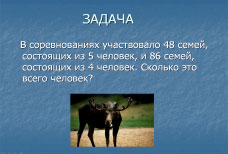 ЗАДАЧА
В соревнованиях участвовало 48 семей,
состоящих из 5 человек, и 86 семей,
состоящих из 4 человек. Сколько это
всего человек?